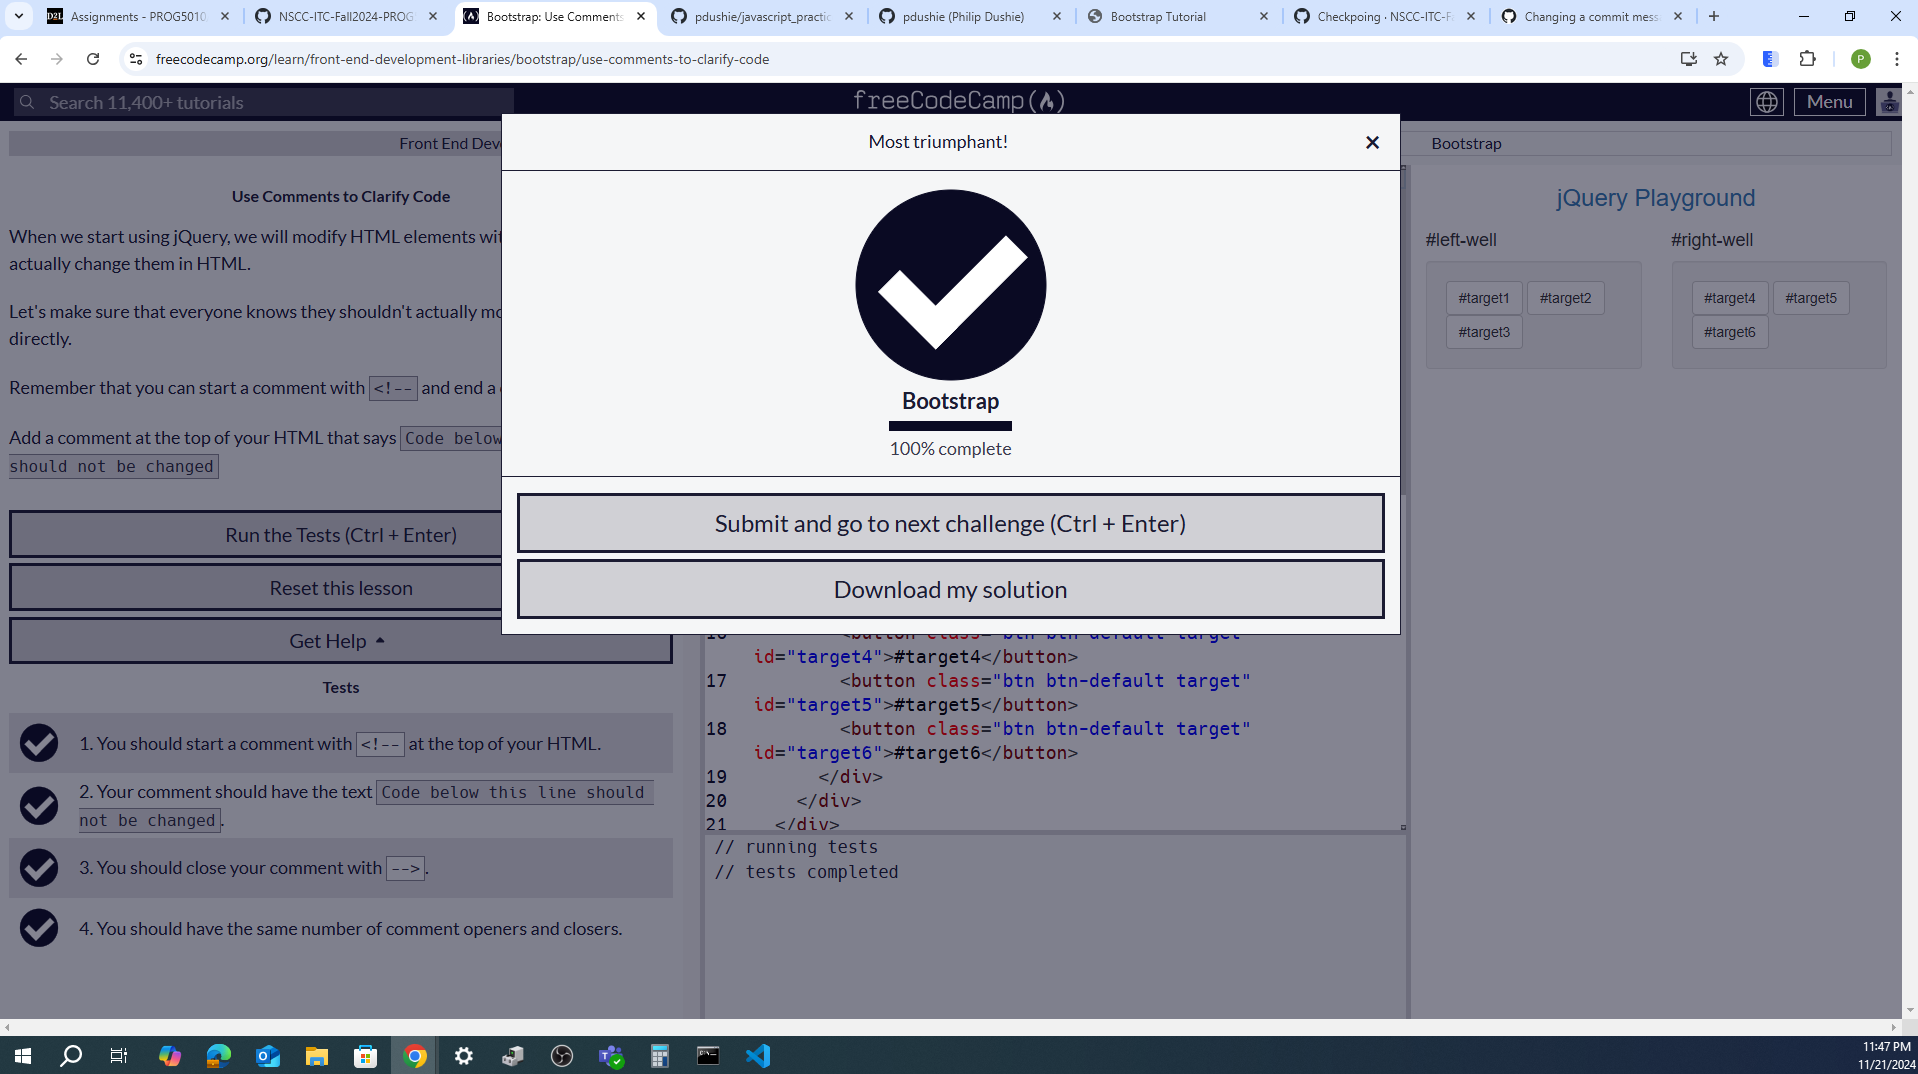 Assignments - PROG5010
NSCC-ITC-Fall2024-PROG
Bootstrap: Use Comments
pdushie/javascript_practic
pdushie (Philip Dushie)
Bootstrap Tutorial
Checkpoing · NSCC-ITC-F
Changing a commit mess
freecodecamp.org/learn/front-end-development-libraries/bootstrap/use-comments-to-clarify-code
P
Search 11,400+ tutorials
freeCodeCamp
Menu
Front End Dev
Bootstrap
Most triumphant!
Bootstrap
100% complete
Submit and go to next challenge (Ctrl + Enter)
Download my solution
Use Comments to Clarify Code
When we start using jQuery, we will modify HTML elements wit
actually change them in HTML.
Let's make sure that everyone knows they shouldn't actually mo
directly.
Remember that you can start a comment with <!-- and end a
Add a comment at the top of your HTML that says Code below
should not be changed
Run the Tests (Ctrl + Enter)
Reset this lesson
Get Help
Tests
1. You should start a comment with <!-- at the top of your HTML.
2. Your comment should have the text Code below this line should
not be changed.
3. You should close your comment with -->.
4. You should have the same number of comment openers and closers.
16 <button class="btn btn-default target"
id="target4">#target4</button>
17 <button class="btn btn-default target"
id="target5">#target5</button>
18 <button class="btn btn-default target"
id="target6">#target6</button>
19 </div>
20 </div>
21 </div>
// running tests
// tests completed
jQuery Playground
#left-well
#right-well
#target1 #target2
#target3
#target4 #target5
#target6
11:47 PM
11/21/2024